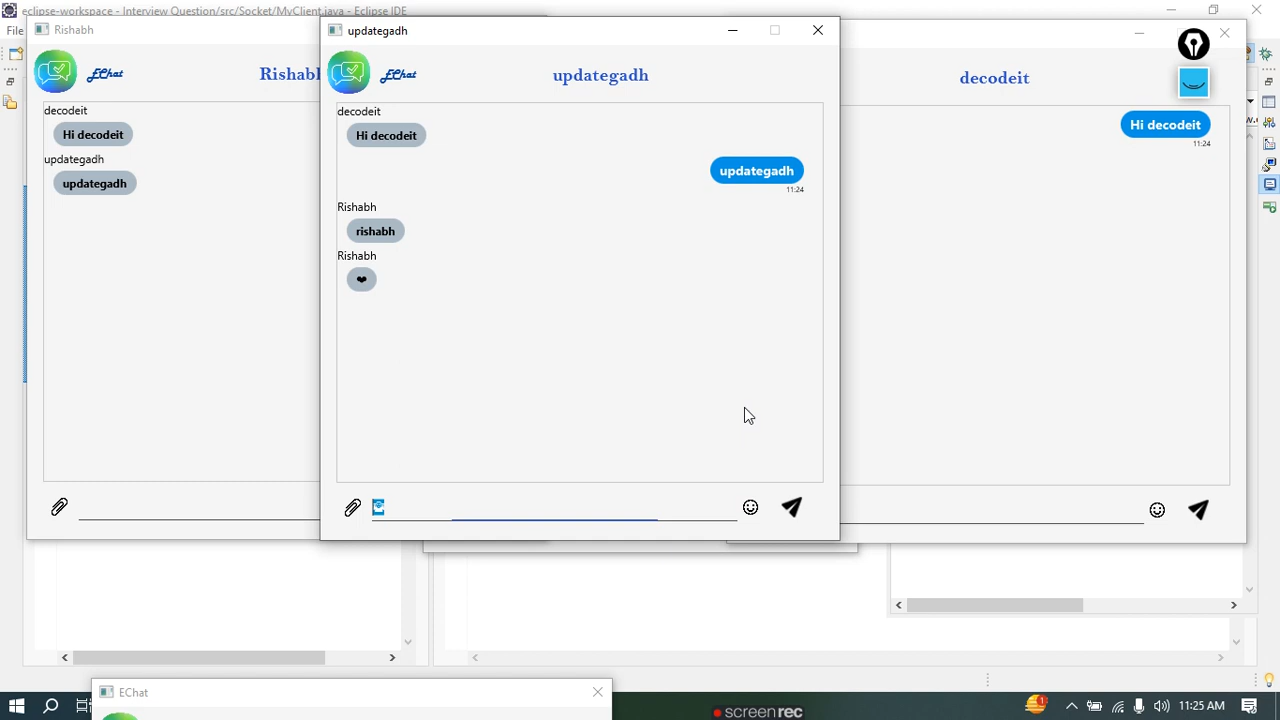 eclipse-workspace - Interview Question/src/Socket/MyClient.java - Eclipse IDE
File
Rishabh
EChat
Rishabh
decodeit
Hi decodeit
updategadh
updategadh
updategadh
EChat
updategadh
decodeit
Hi decodeit
updategadh
11:24
Rishabh
rishabh
Rishabh
❤
decodeit
Hi decodeit
11:24
EChat
screenrec
1
11:25 AM